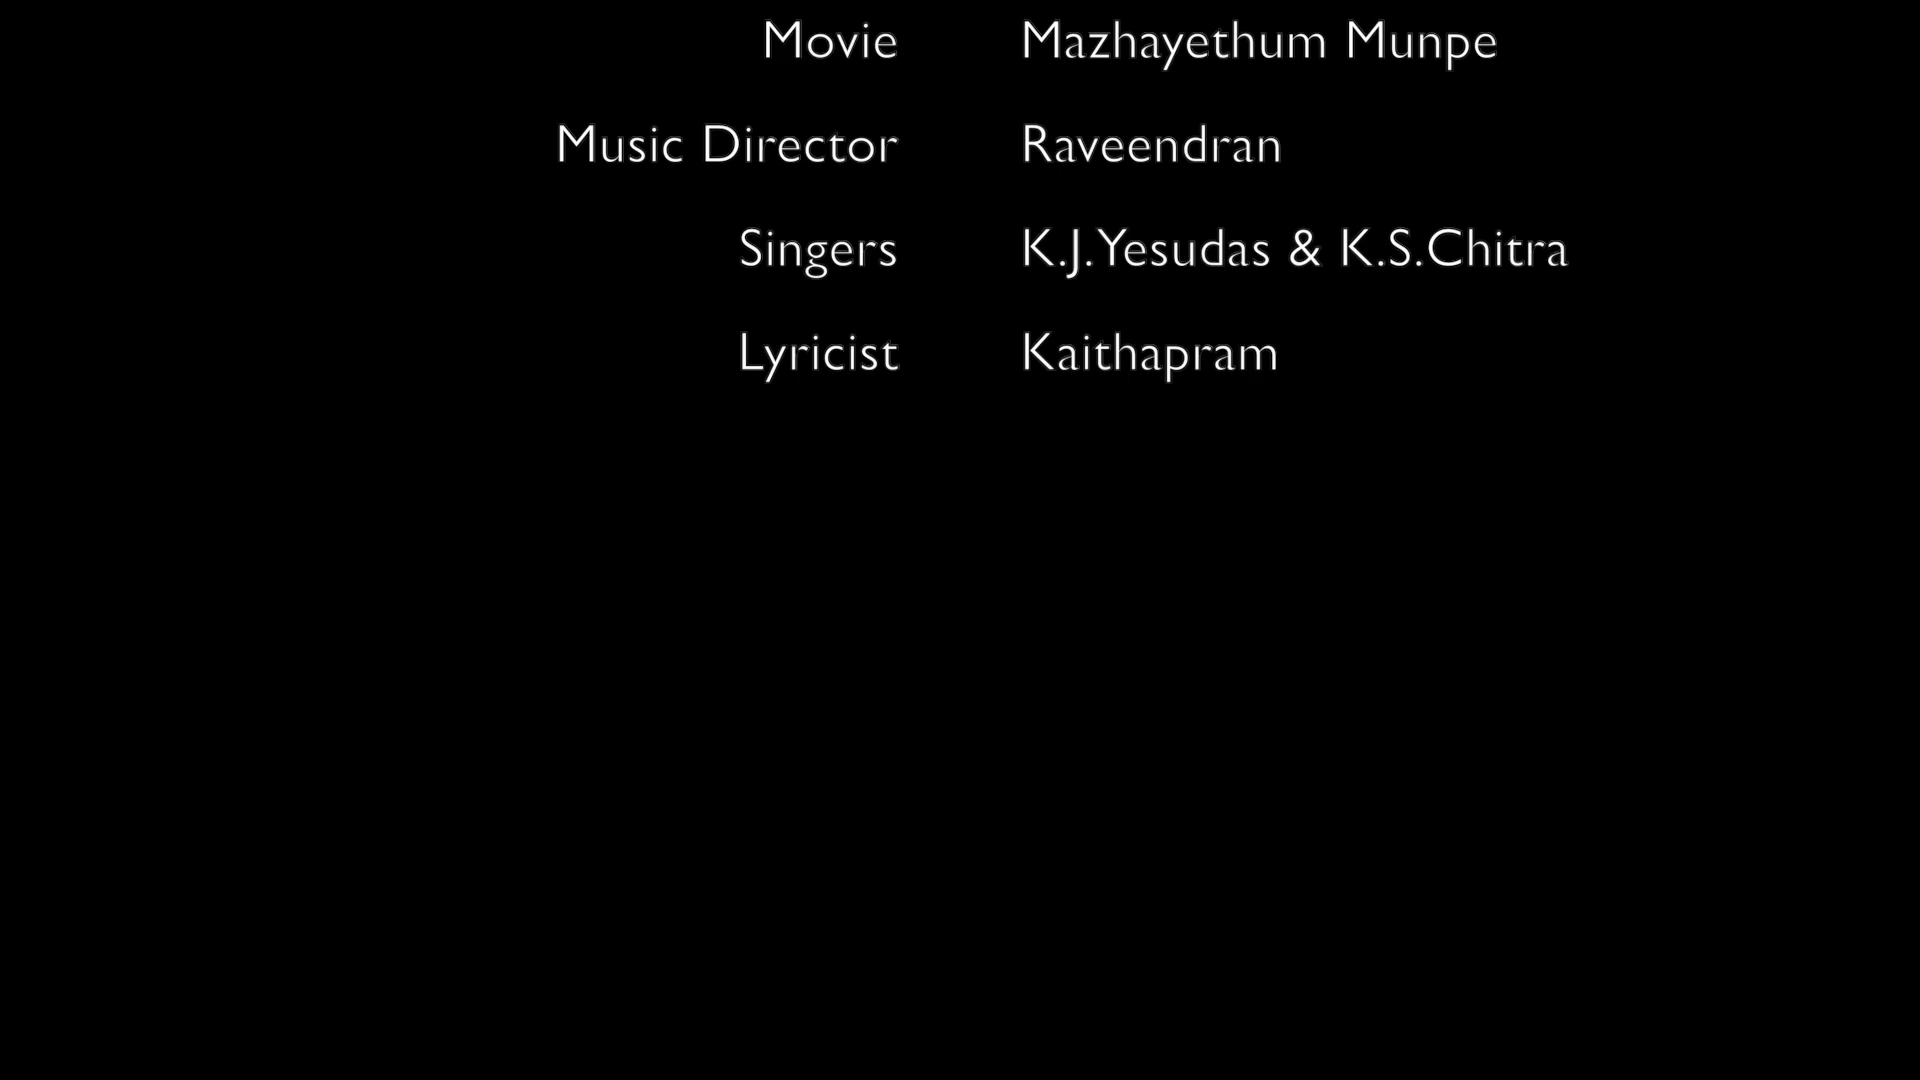 Movie Mazhayethum Munpe
Music Director Raveendran
Singers K.J.Yesudas & K.S.Chitra
Lyricist Kaithapram